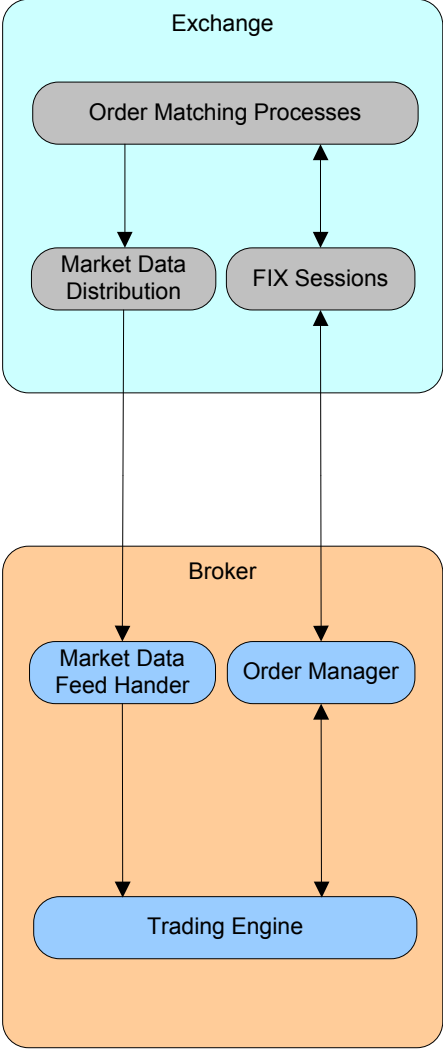 Exchange
Order Matching Processes
Market Data
Distribution
FIX Sessions
Broker
Market Data
Feed Hander
Order Manager
Trading Engine